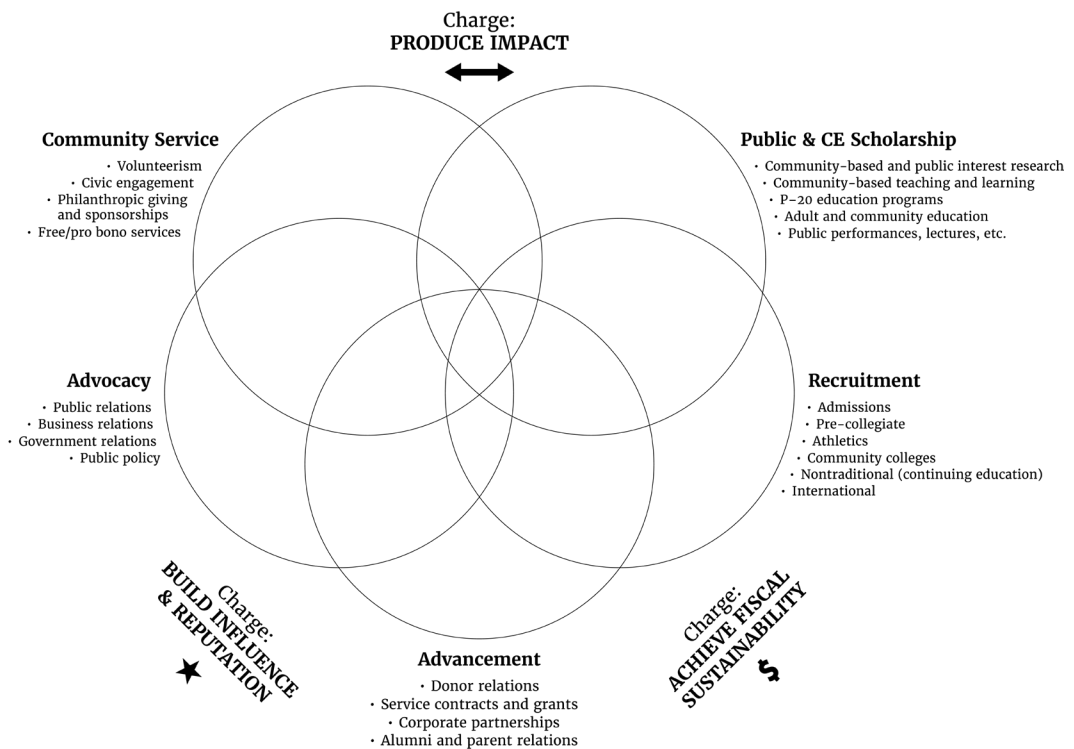 Charge:
PRODUCE IMPACT
Community Service
· Volunteerism
· Civic engagement
· Philanthropic giving
and sponsorships
· Free/pro bono services
Public & CE Scholarship
· Community-based and public interest research
· Community-based teaching and learning
· P-20 education programs
· Adult and community education
· Public performances, lectures, etc.
Advocacy
· Public relations
· Business relations
· Government relations
· Public policy
Recruitment
· Admissions
· Pre-collegiate
· Athletics
· Community colleges
· Nontraditional (continuing education)
· International
Charge:
BUILD INFLUENCE
& REPUTATION
Charge:
ACHIEVE FISCAL
SUSTAINABILITY
$
Advancement
· Donor relations
· Service contracts and grants
· Corporate partnerships
· Alumni and parent relations